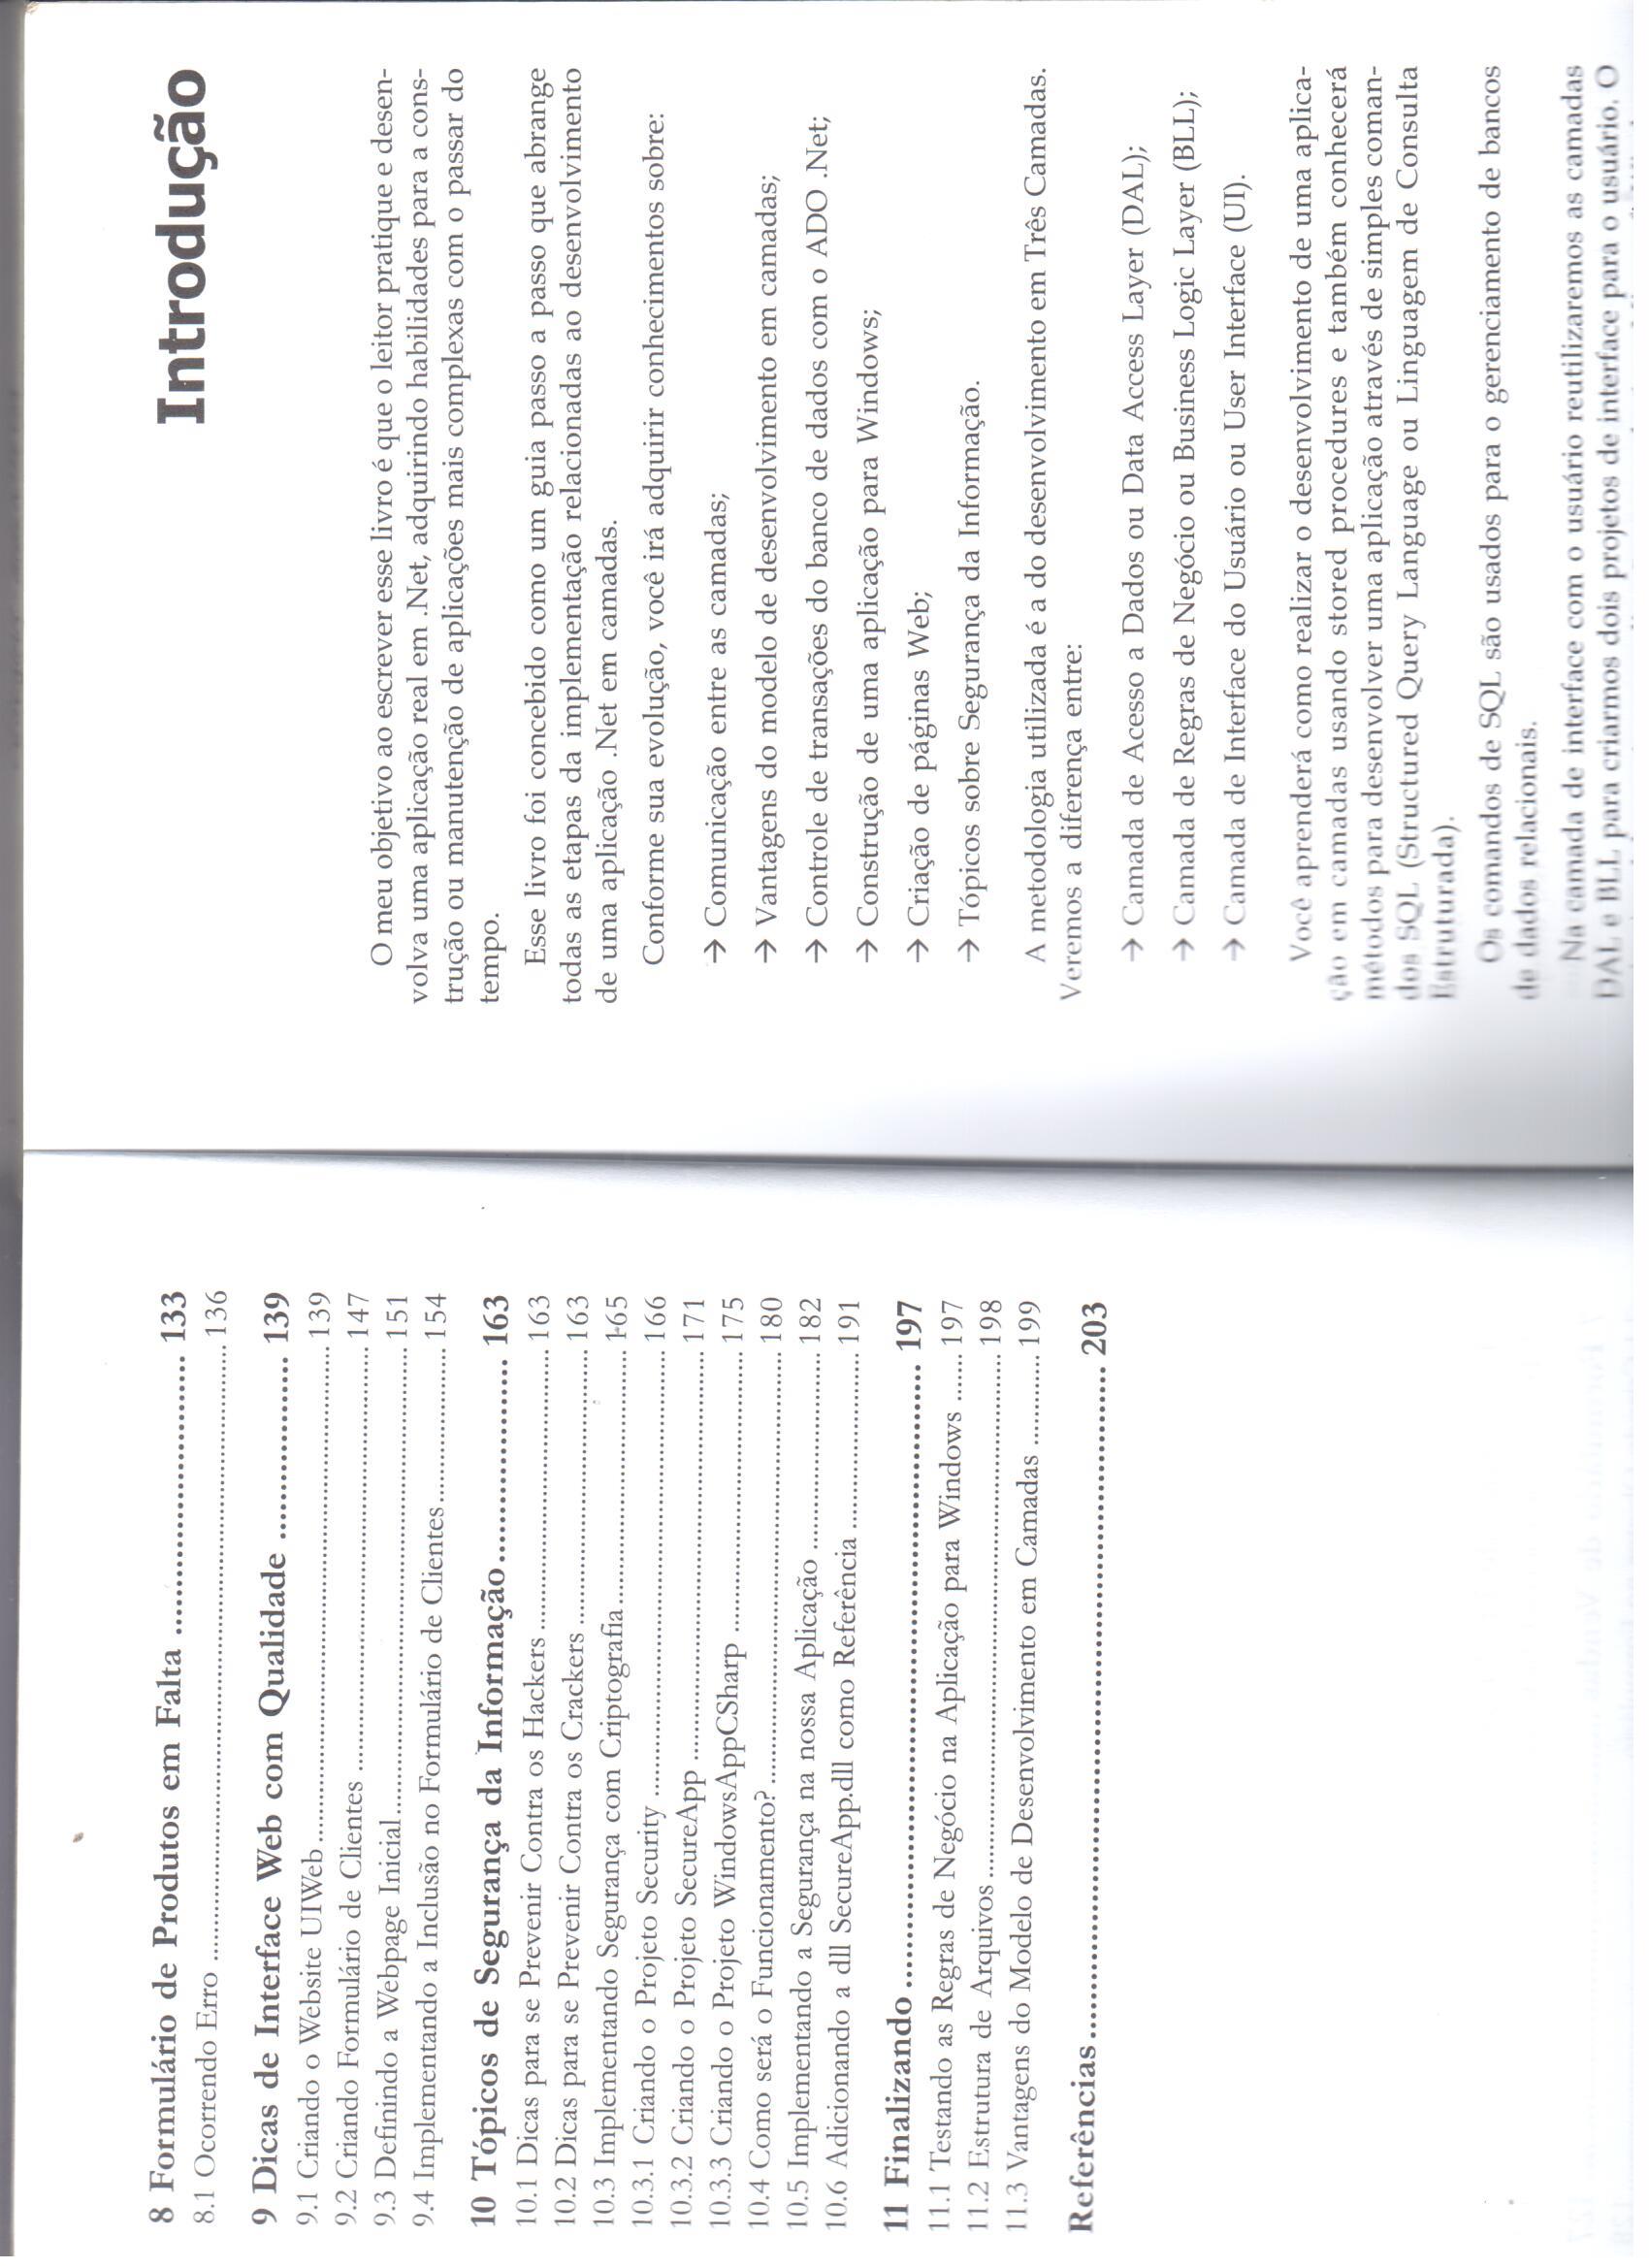 8 Formulário de Produtos em Falta ............................. 133
8.1 Ocorrendo Erro ............................. 136
9 Dicas de Interface Web com Qualidade ................... 139
9.1 Criando o Website UIWeb ............................. 139
9.2 Criando Formulário de Clientes ............................. 147
9.3 Definindo a Webpage Inicial ............................. 151
9.4 Implementando a Inclusão no Formulário de Clientes ...................... 154
10 Tópicos de Segurança da Informação ..................... 163
10.1 Dicas para se Prevenir Contra os Hackers ............................. 163
10.2 Dicas para se Prevenir Contra os Crackers ............................. 163
10.3 Implementando Segurança com Criptografia ............................. 165
10.3.1 Criando o Projeto Security ............................. 166
10.3.2 Criando o Projeto SecureApp ............................. 171
10.3.3 Criando o Projeto WindowsAppCSharp ............................. 175
10.4 Como será o Funcionamento? ............................. 180
10.5 Implementando a Segurança na nossa Aplicação ............................. 182
10.6 Adicionando a dll SecureApp.dll como Referência ......................... 191
11 Finalizando ............................. 197
11.1 Testando as Regras de Negócio na Aplicação para Windows ....... 197
11.2 Estrutura de Arquivos ............................. 198
11.3 Vantagens do Modelo de Desenvolvimento em Camadas ............. 199
Referências ............................. 203
Introdução
O meu objetivo ao escrever esse livro é que o leitor pratique e desen-
volva uma aplicação real em .Net, adquirindo habilidades para a cons-
trução ou manutenção de aplicações mais complexas com o passar do
tempo.
Esse livro foi concebido como um guia passo a passo que abrange
todas as etapas da implementação relacionadas ao desenvolvimento
de uma aplicação .Net em camadas.
Conforme sua evolução, você irá adquirir conhecimentos sobre:
→ Comunicação entre as camadas;
→ Vantagens do modelo de desenvolvimento em camadas;
→ Controle de transações do banco de dados com o ADO .Net;
→ Construção de uma aplicação para Windows;
→ Criação de páginas Web;
→ Tópicos sobre Segurança da Informação.
A metodologia utilizada é a do desenvolvimento em Três Camadas.
Veremos a diferença entre:
→ Camada de Acesso a Dados ou Data Access Layer (DAL);
→ Camada de Regras de Negócio ou Business Logic Layer (BLL);
→ Camada de Interface do Usuário ou User Interface (UI).
Você aprenderá como realizar o desenvolvimento de uma aplica-
ção em camadas usando stored procedures e também conhecerá
métodos para desenvolver uma aplicação através de simples coman-
dos SQL (Structured Query Language ou Linguagem de Consulta
Estruturada).
Os comandos de SQL são usados para o gerenciamento de bancos
de dados relacionais.
Na camada de interface com o usuário reutilizaremos as camadas
DAL e BLL para criarmos dois projetos de interface para o usuário. O